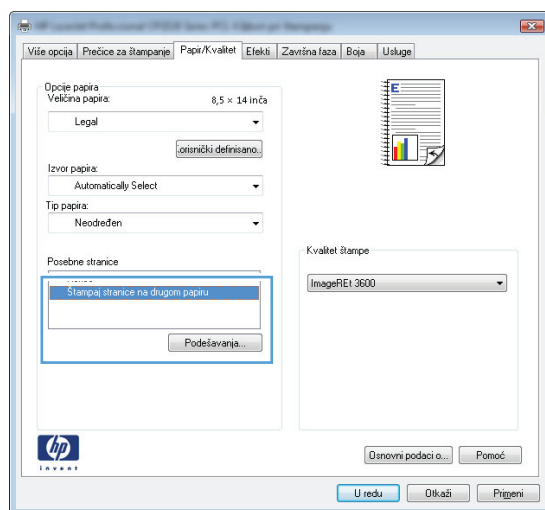 Više opcija Prečice za štampanje Papir/Kvalitet Efekti Završna faza Boja Usluge
Opcije papira
Veličina papira: 8,5 × 14 inča
Legal
:orisnički definisano..
Izvor papira:
Automatically Select
Tip papira:
Neodređen
Posebne stranice
Štampaj stranice na drugom papiru
Podešavanja...
E
Kvalitet štampe
ImageREt 3600
hp
invent
Osnovni podaci o... Pomoć
U redu Otkaži Primeni